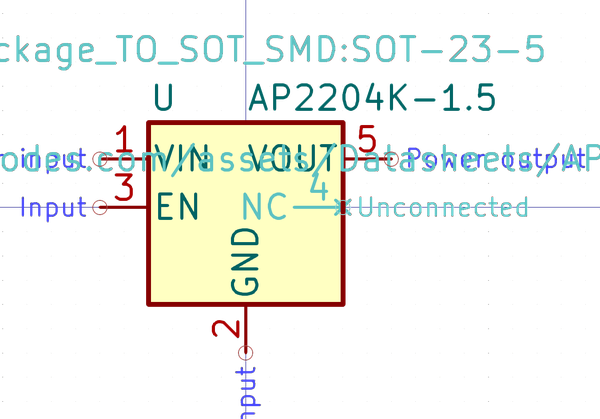 ckage_TO_SOT_SMD:SOT-23-5
U AP2204K-1.5
r input 1 VIN VOUT 5 Power output
odes.com/assets/Datasheets/AP
3 4
Input EN NC Unconnected
GND
2
nput